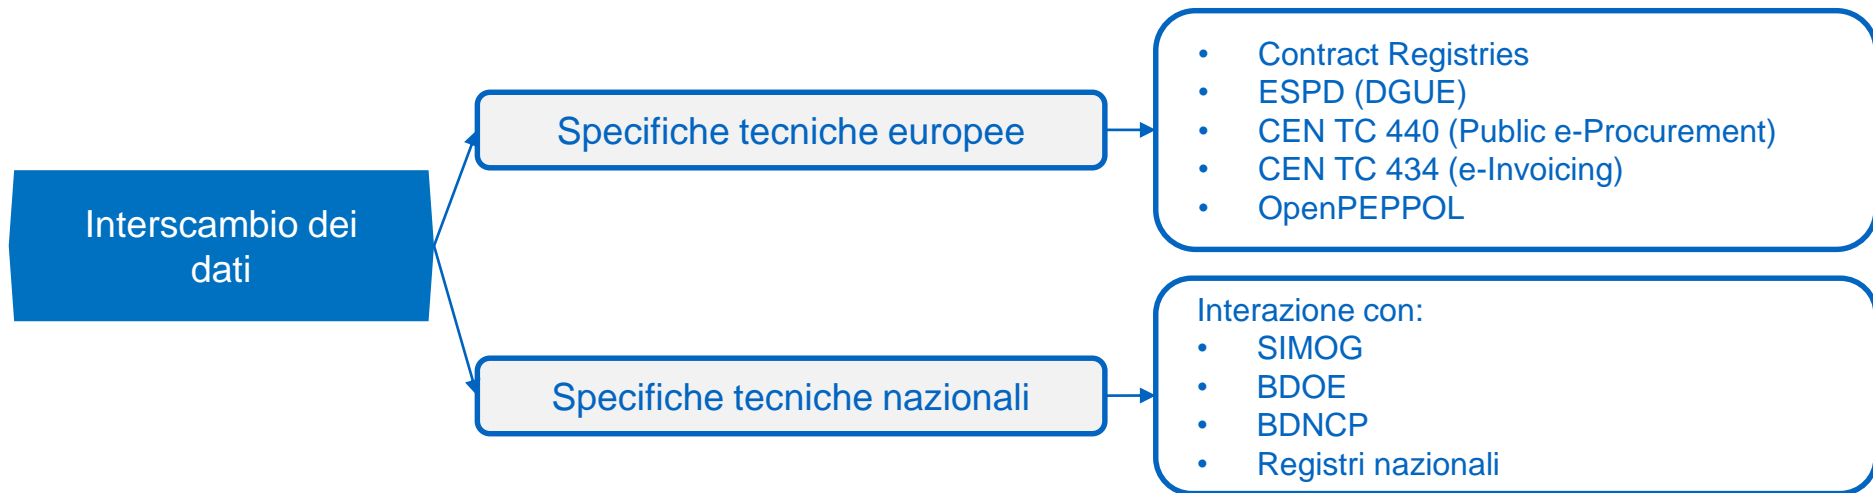 Interscambio dei
dati
Specifiche tecniche europee
• Contract Registries
• ESPD (DGUE)
• CEN TC 440 (Public e-Procurement)
• CEN TC 434 (e-Invoicing)
• OpenPEPPOL
Specifiche tecniche nazionali
Interazione con:
• SIMOG
• BDOE
• BDNCP
• Registri nazionali